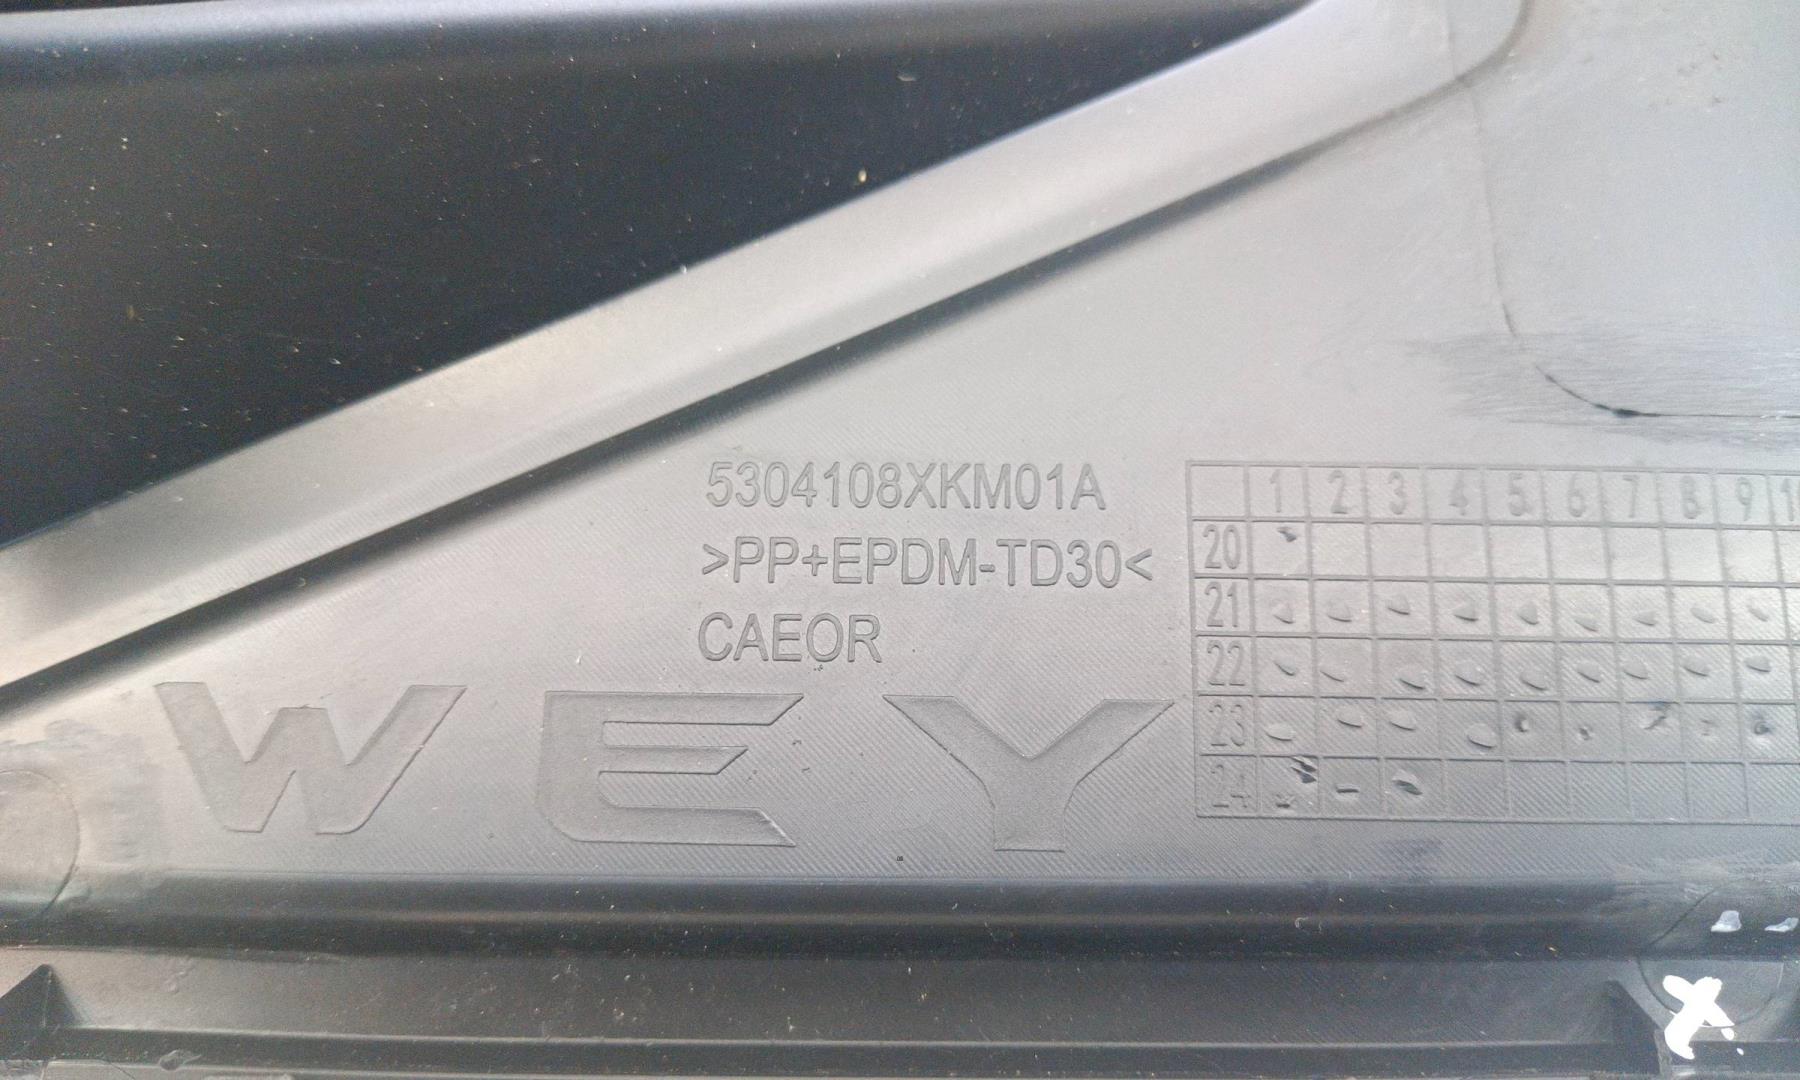 5304108XKM01A
>PP+EPDM-TD30<
CAEOR
WEY
1 2 3 4 5 6 7 8 9
20
21
22
23
24